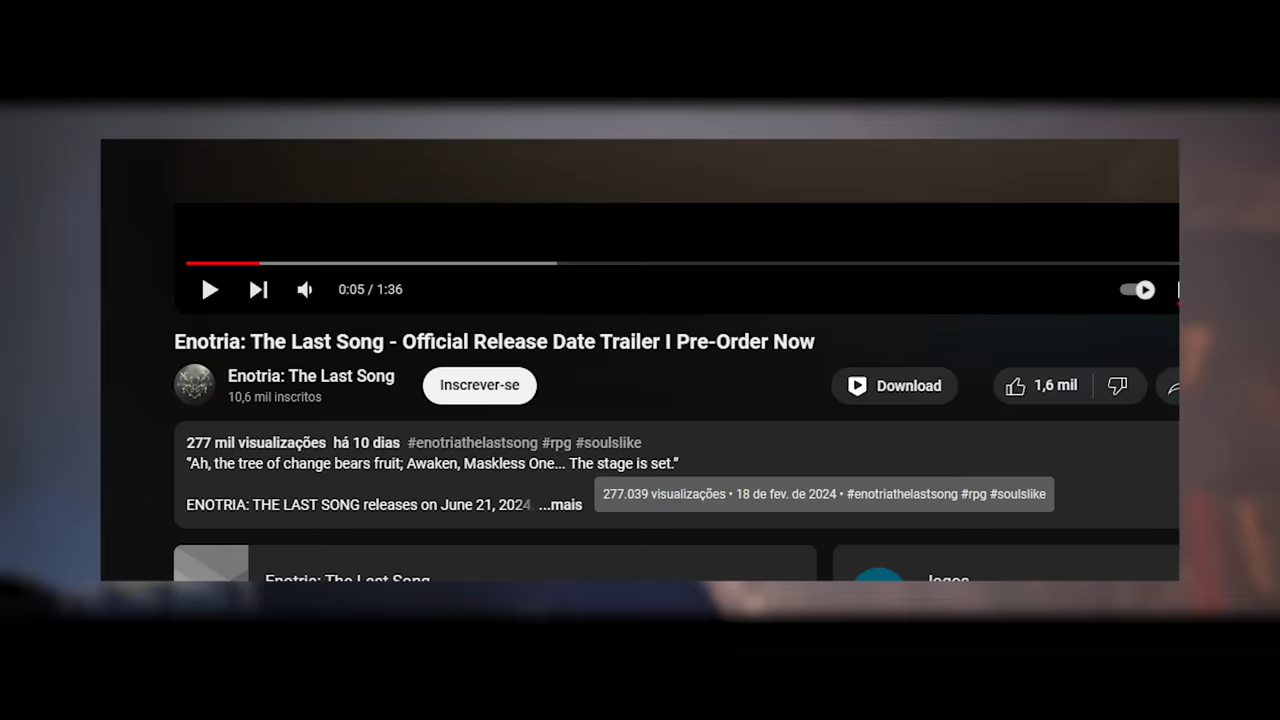 0:05 / 1:36
Enotria: The Last Song - Official Release Date Trailer I Pre-Order Now
Enotria: The Last Song
10,6 mil inscritos
Inscrever-se
Download
1,6 mil
277 mil visualizações há 10 dias #enotriathelastsong #rpg #soulslike
"Ah, the tree of change bears fruit; Awaken, Maskless One... The stage is set."
277.039 visualizações • 18 de fev. de 2024 • #enotriathelastsong #rpg #soulslike
ENOTRIA: THE LAST SONG releases on June 21, 2024. ...mais
Enotria: The Last Song
Jogos